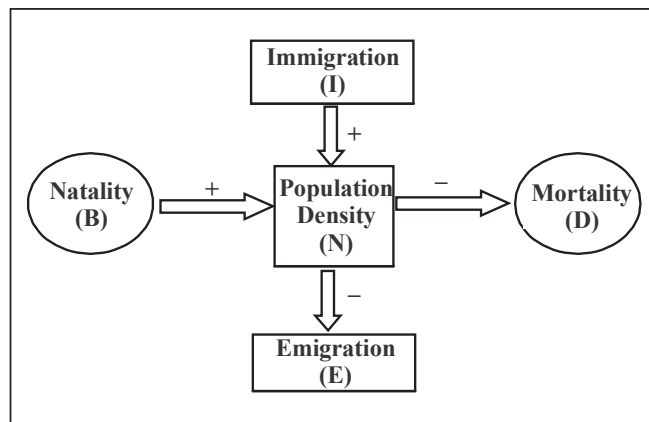 Immigration
(I)
+
Natality
(B)
+
Population
Density
(N)
–
Mortality
(D)
–
Emigration
(E)